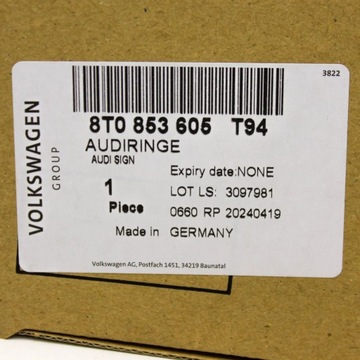 3822
VOLKSWAGEN
GROUP
8T0 853 605 T94
AUDIRINGE
AUDI SIGN
Expiry date:NONE
1
LOT LS: 3097981
Piece
0660 RP 20240419
Made in GERMANY
Volkswagen AG, Postfach 1451, 34219 Baunatal